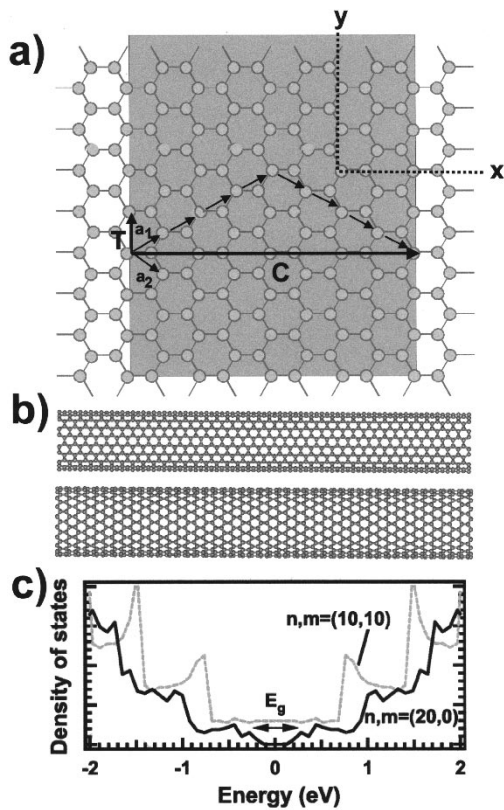 a)
y
x
T
a1
a2
C
b)
c)
Density of states
n,m=(10,10)
Eg
n,m=(20,0)
-2 -1 0 1 2
Energy (eV)